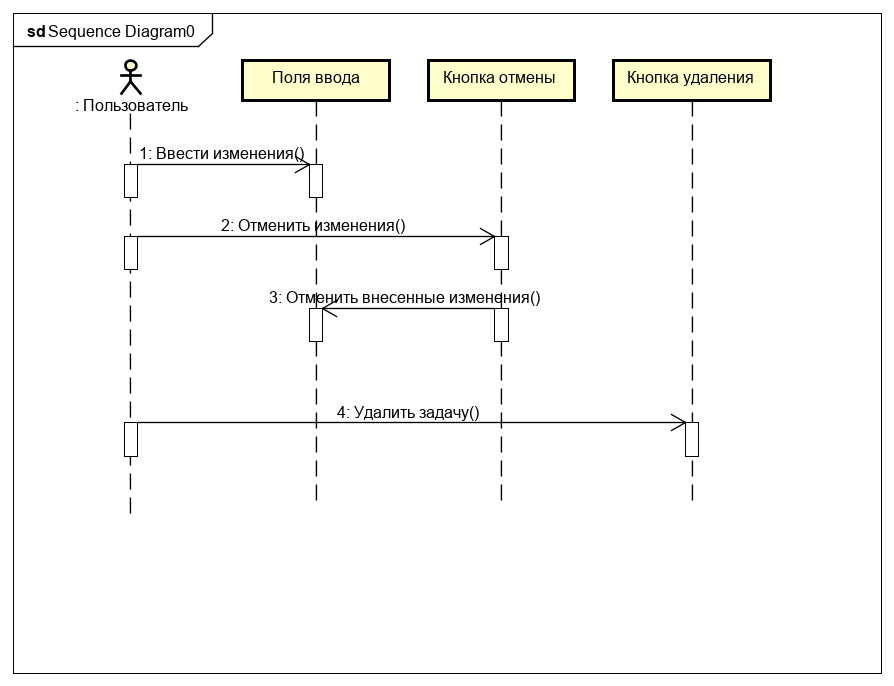 sd Sequence Diagram0
: Пользователь
Поля ввода
Кнопка отмены
Кнопка удаления
1: Ввести изменения()
2: Отменить изменения()
3: Отменить внесенные изменения()
4: Удалить задачу()